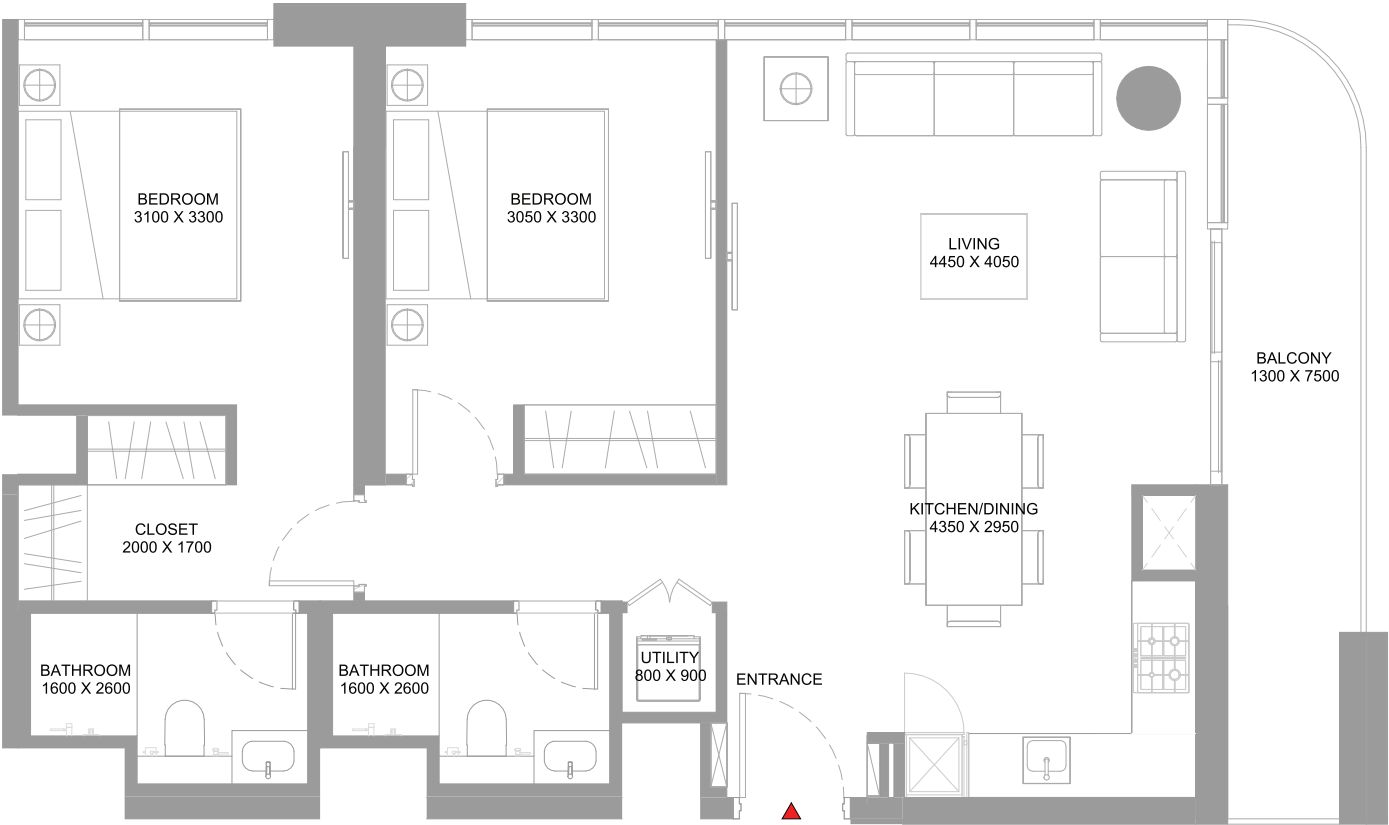 BEDROOM
3100 X 3300
BEDROOM
3050 X 3300
LIVING
4450 X 4050
BALCONY
1300 X 7500
KITCHEN/DINING
4350 X 2950
CLOSET
2000 X 1700
BATHROOM
1600 X 2600
BATHROOM
1600 X 2600
UTILITY
800 X 900
ENTRANCE